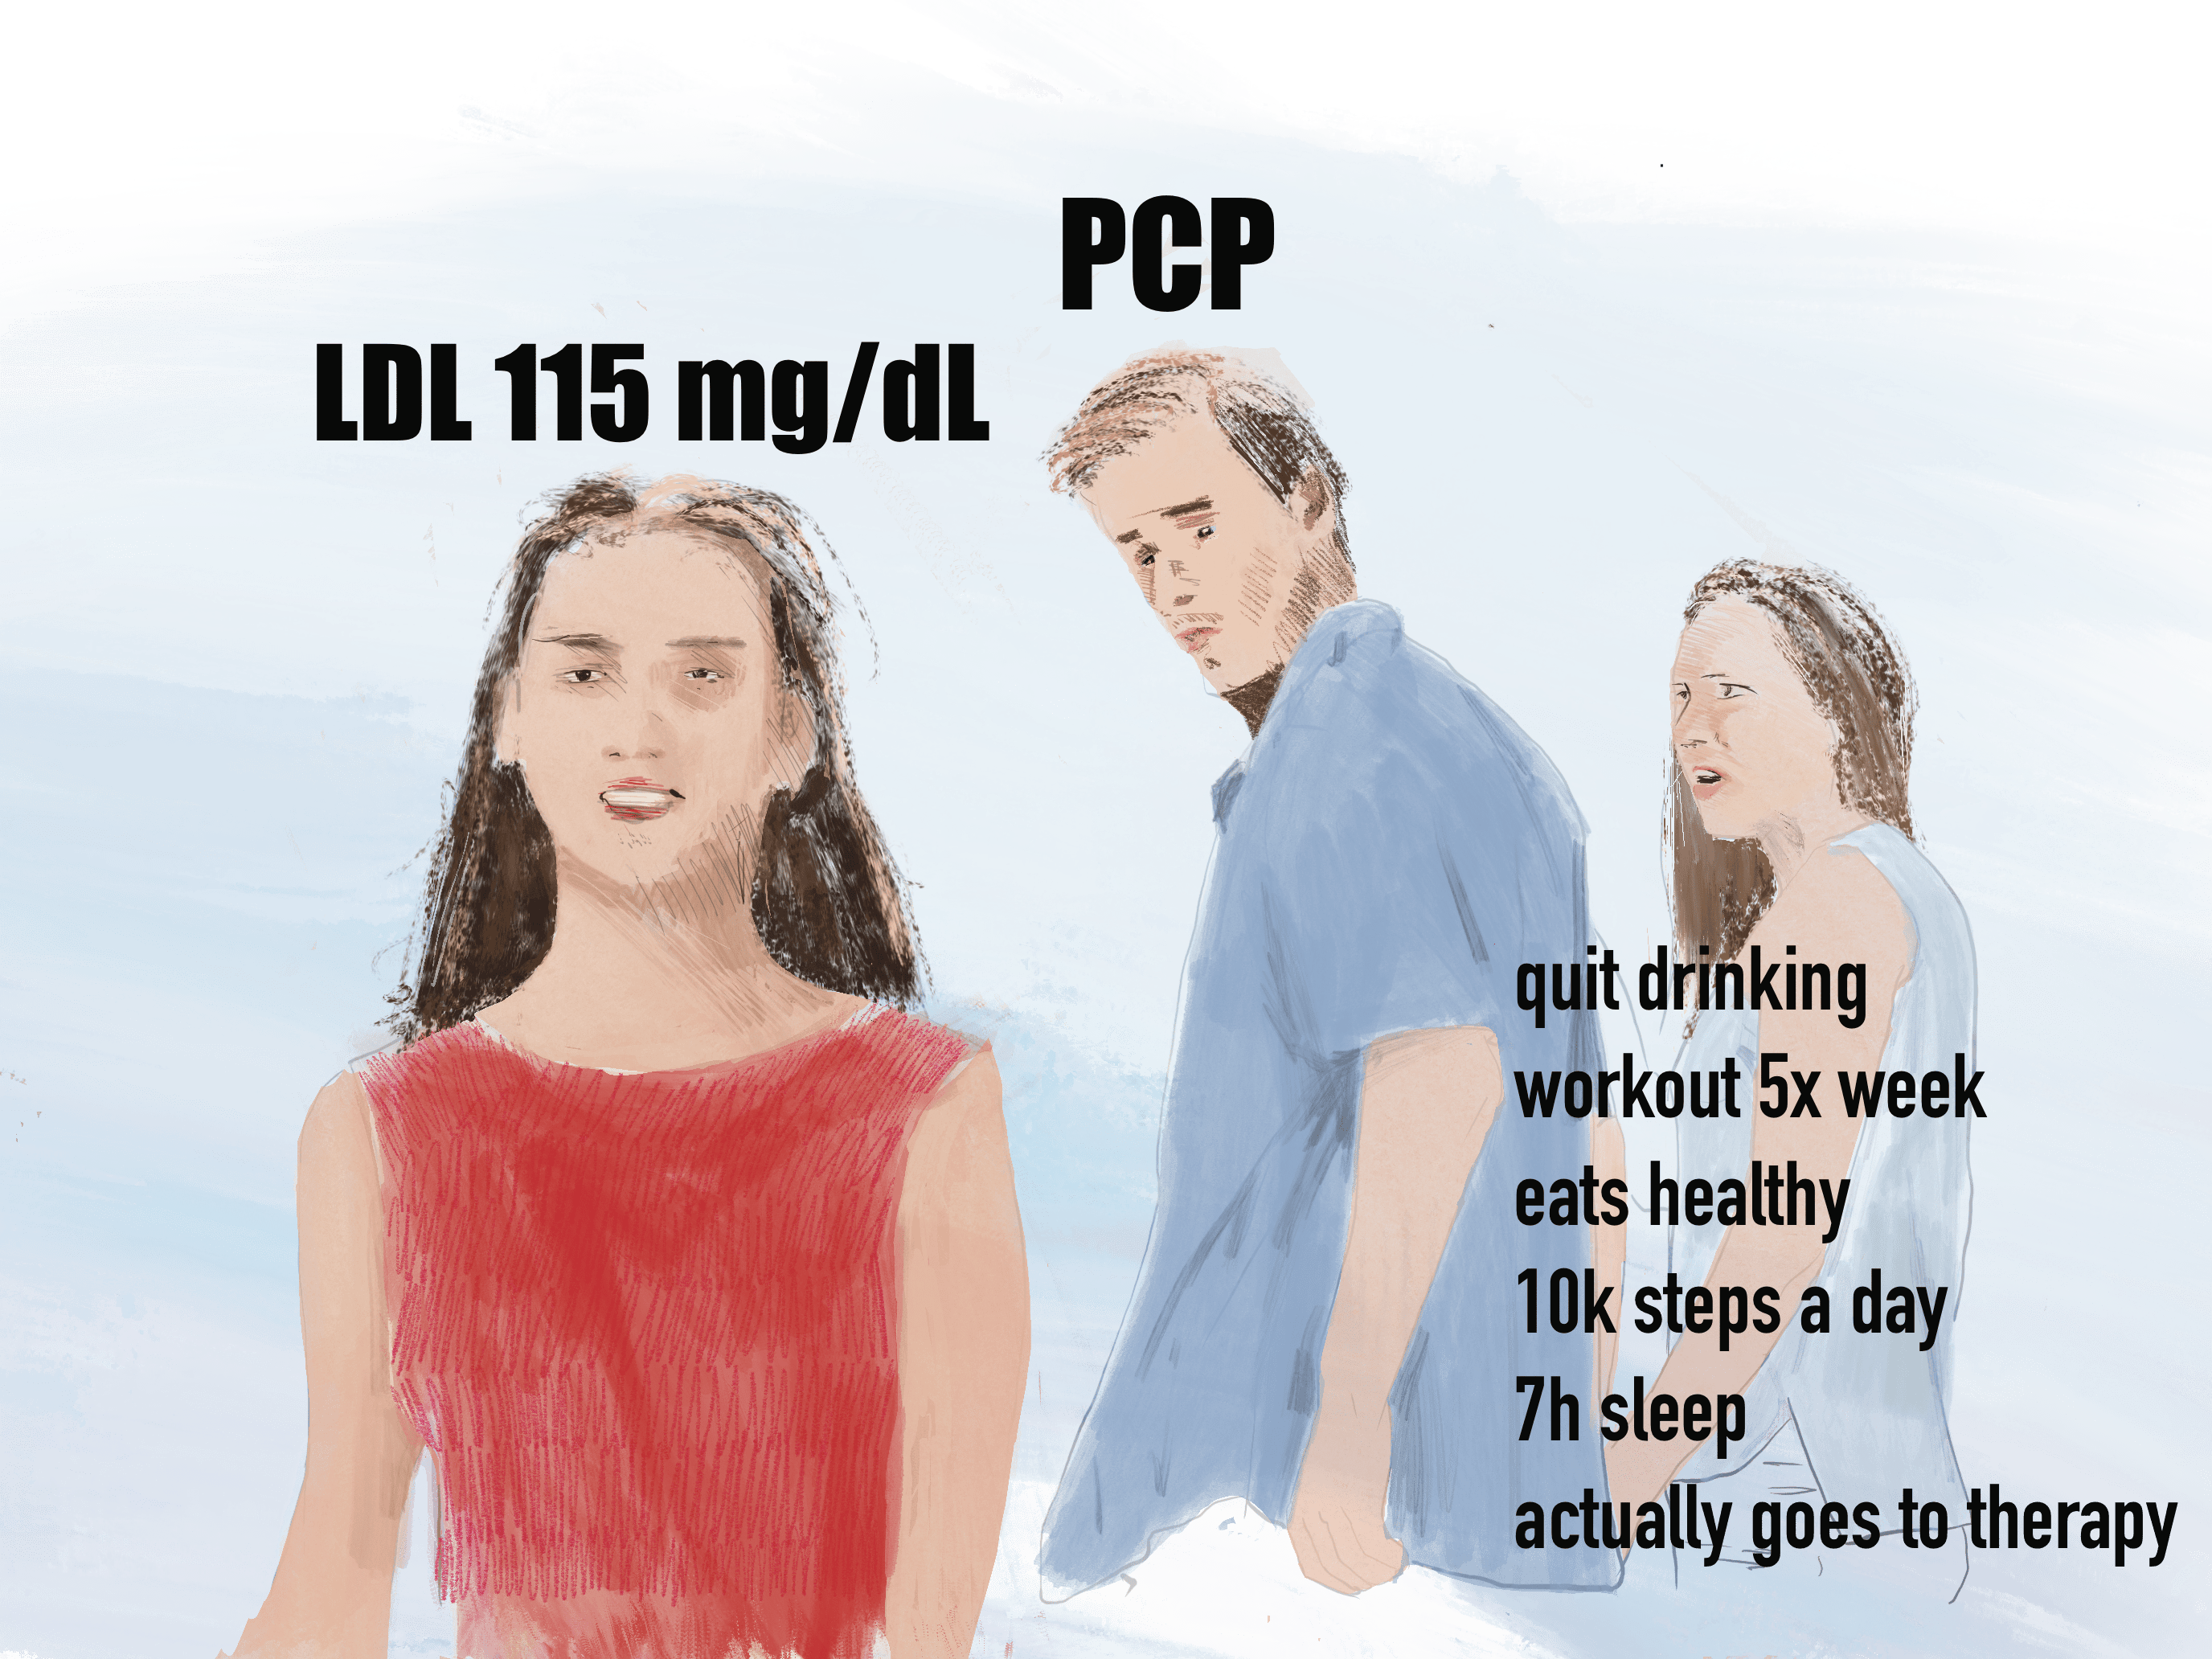 PCP
LDL 115 mg/dL
quit drinking
workout 5x week
eats healthy
10k steps a day
7h sleep
actually goes to therapy